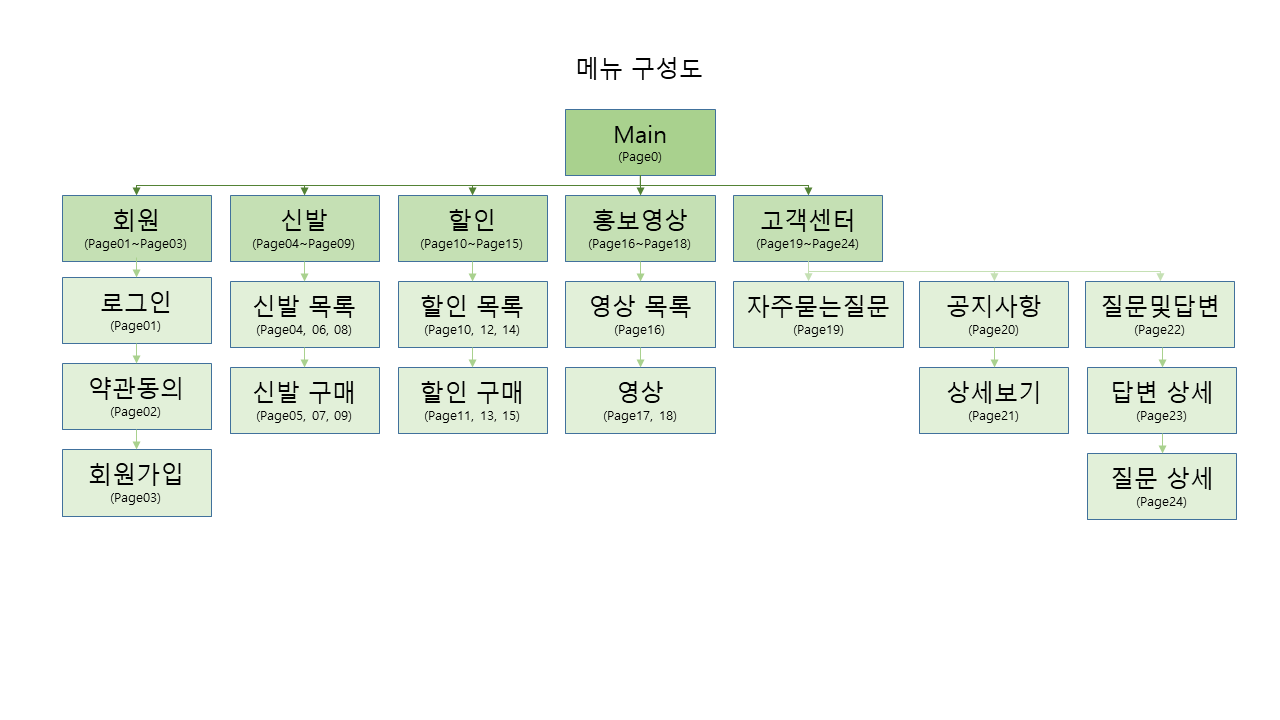 메뉴 구성도
Main
(Page0)
회원
(Page01~Page03)
신발
(Page04~Page09)
할인
(Page10~Page15)
홍보영상
(Page16~Page18)
고객센터
(Page19~Page24)
로그인
(Page01)
신발 목록
(Page04, 06, 08)
할인 목록
(Page10, 12, 14)
영상 목록
(Page16)
자주묻는질문
(Page19)
공지사항
(Page20)
질문및답변
(Page22)
약관동의
(Page02)
신발 구매
(Page05, 07, 09)
할인 구매
(Page11, 13, 15)
영상
(Page17, 18)
상세보기
(Page21)
답변 상세
(Page23)
회원가입
(Page03)
질문 상세
(Page24)